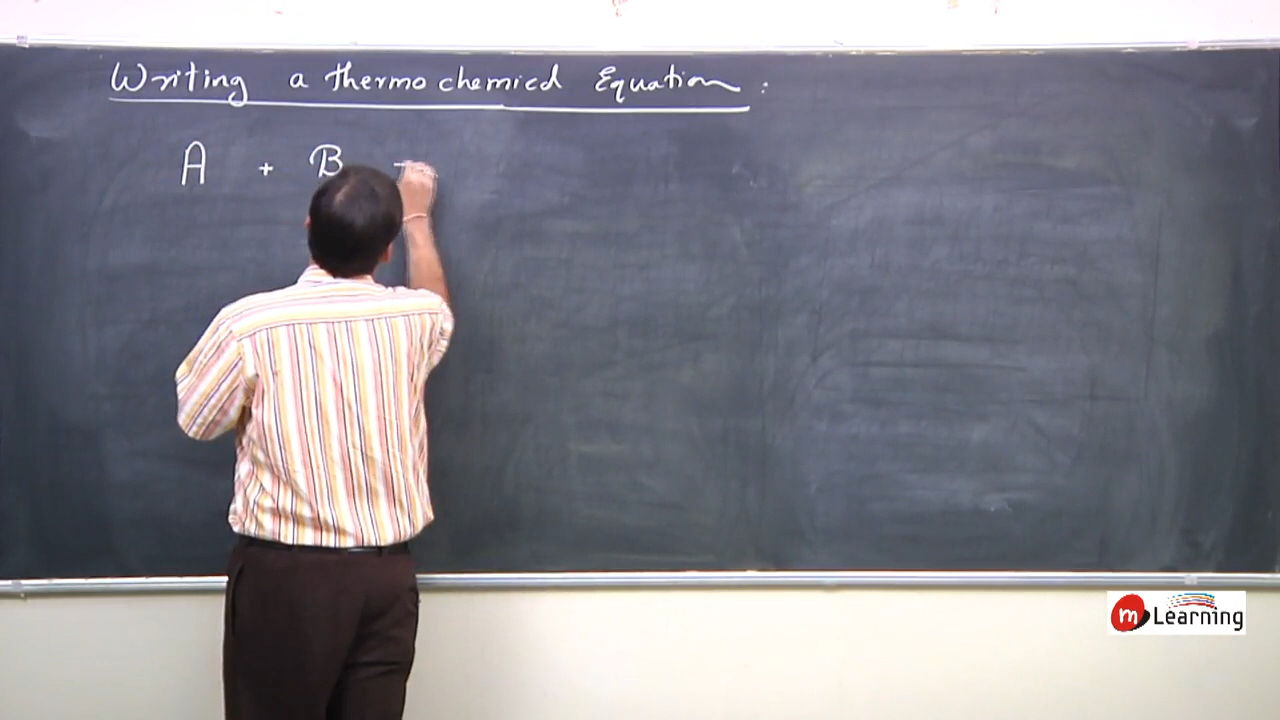 Writing a thermochemical Equation :
A + B
m Learning